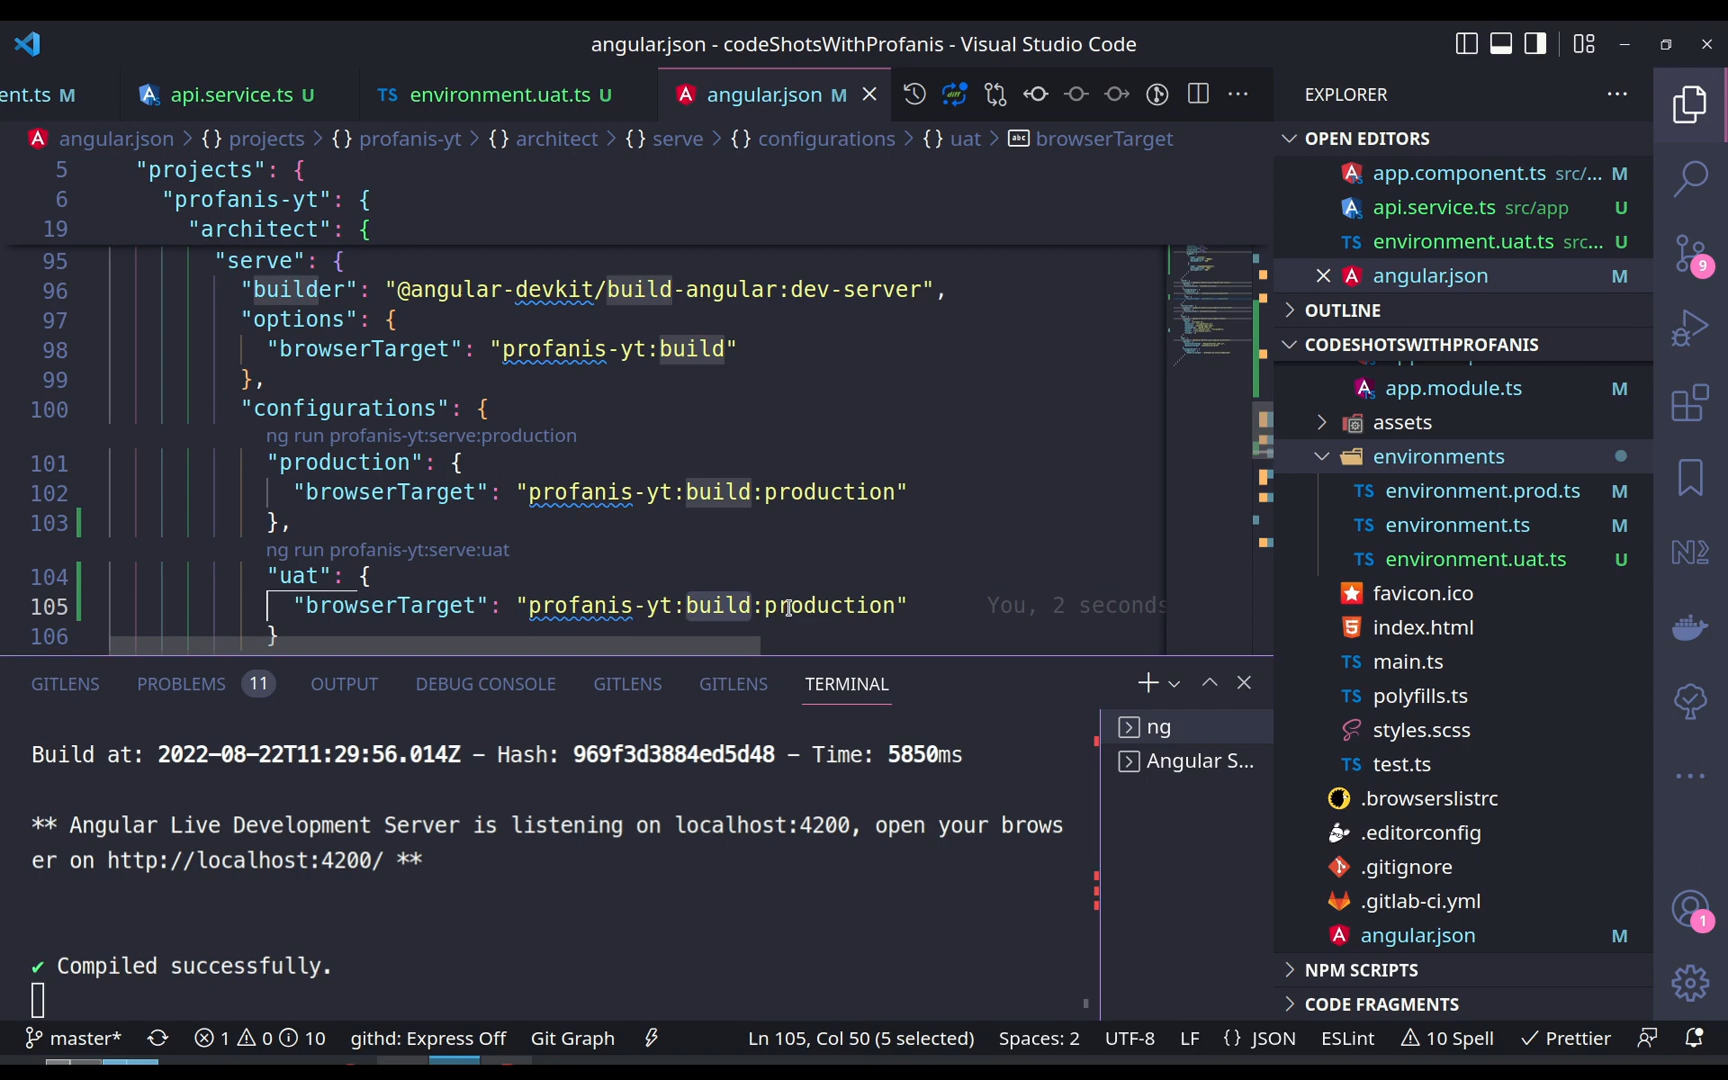 angular.json - codeShotsWithProfanis - Visual Studio Code
ent.ts M
api.service.ts U
TS environment.uat.ts U
angular.json M
angular.json > {} projects > {} profanis-yt > {} architect > {} serve > {} configurations > {} uat > abc browserTarget
5 "projects": {
6 "profanis-yt": {
19 "architect": {
95 "serve": {
96 "builder": "@angular-devkit/build-angular:dev-server",
97 "options": {
98 "browserTarget": "profanis-yt:build"
99 },
100 "configurations": {
ng run profanis-yt:serve:production
101 "production": {
102 "browserTarget": "profanis-yt:build:production"
103 },
ng run profanis-yt:serve:uat
104 "uat": {
105 "browserTarget": "profanis-yt:build:production" You, 2 seconds
106 }
GITLENS PROBLEMS 11 OUTPUT DEBUG CONSOLE GITLENS GITLENS TERMINAL
Build at: 2022-08-22T11:29:56.014Z - Hash: 969f3d3884ed5d48 - Time: 5850ms
** Angular Live Development Server is listening on localhost:4200, open your brows
er on http://localhost:4200/ **
✔ Compiled successfully.
ng
Angular S...
EXPLORER
OPEN EDITORS
app.component.ts src/... M
api.service.ts src/app U
TS environment.uat.ts src... U
angular.json M
OUTLINE
CODESHOTSWITHPROFANIS
app.module.ts M
assets
environments
TS environment.prod.ts M
TS environment.ts M
TS environment.uat.ts U
favicon.ico
index.html
TS main.ts
TS polyfills.ts
styles.scss
TS test.ts
.browserslistrc
.editorconfig
.gitignore
.gitlab-ci.yml
angular.json M
NPM SCRIPTS
CODE FRAGMENTS
9
1
master* 1 0 10 githd: Express Off Git Graph Ln 105, Col 50 (5 selected) Spaces: 2 UTF-8 LF {} JSON ESLint 10 Spell Prettier